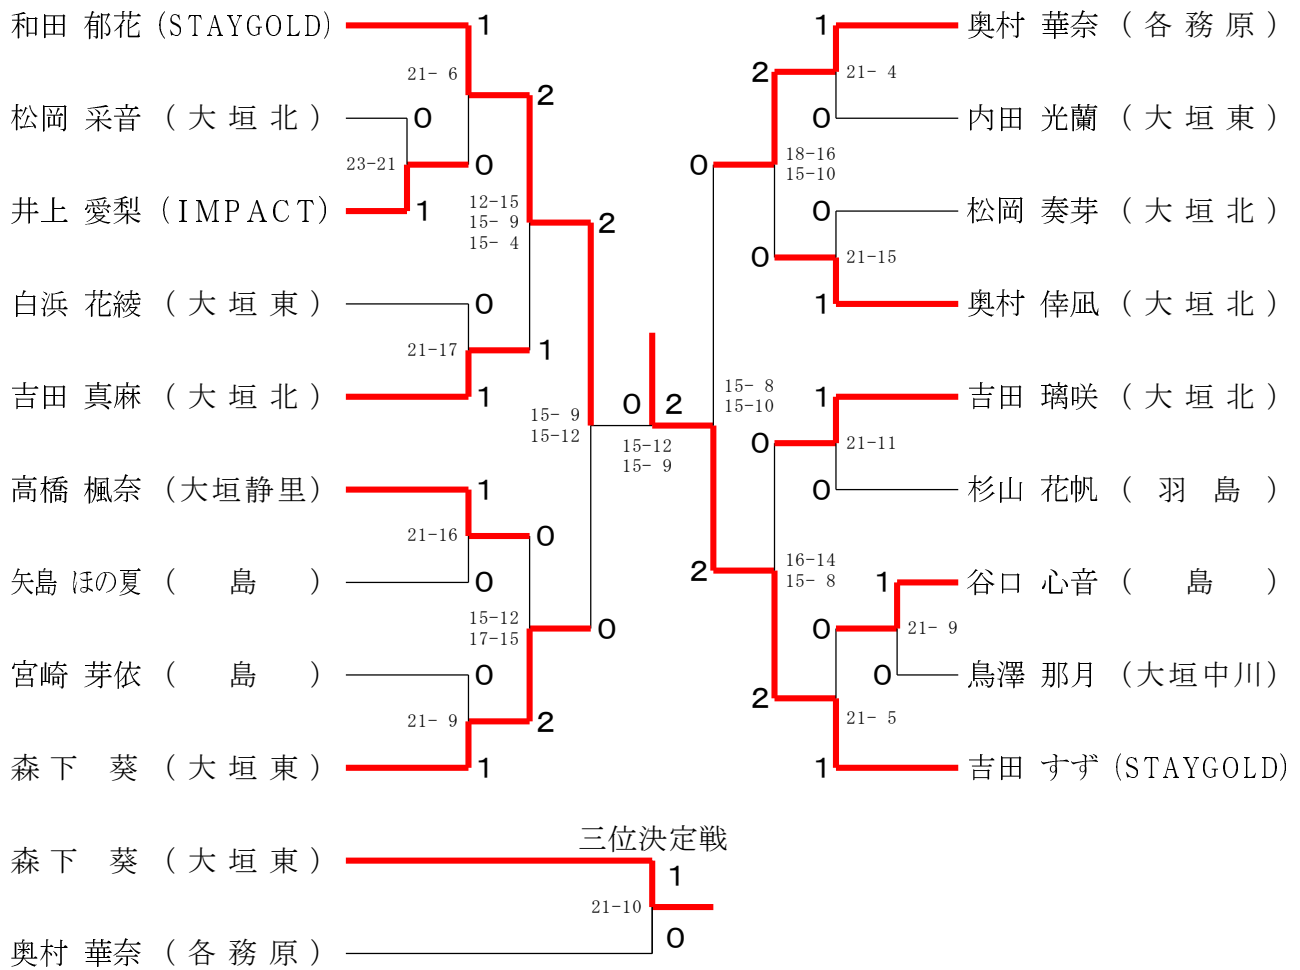 和田 郁花 (STAYGOLD) 1 1 奥村 華奈 ( 各 務 原 )
21- 6 2 2 21- 4
松岡 采音 ( 大 垣 北 ) 0 0 内田 光蘭 ( 大 垣 東 )
23-21 0 0 18-16
15-10
井上 愛梨 (IMPACT) 1 12-15 0 松岡 奏芽 ( 大 垣 北 )
15- 9 2
15- 4 0 21-15
白浜 花綾 ( 大 垣 東 ) 0 1 奥村 倖凪 ( 大 垣 北 )
21-17 1
吉田 真麻 ( 大 垣 北 ) 1 15- 9 0 2 15- 8 1 吉田 璃咲 ( 大 垣 北 )
15-12 15-12 15-10 0 21-11
15- 9
高橋 楓奈 (大垣静里) 1 0 杉山 花帆 ( 羽 島 )
21-16 0 16-14
矢島 ほの夏 ( 島 ) 0 2 15- 8 1 谷口 心音 ( 島 )
15-12
17-15 0 0 21- 9
宮崎 芽依 ( 島 ) 0 0 鳥澤 那月 (大垣中川)
21- 9 2 2 21- 5
森 下 葵 ( 大 垣 東 ) 1 1 吉田 すず (STAYGOLD)
三位決定戦
森 下 葵 ( 大 垣 東 ) 1
21-10
奥村 華奈 ( 各 務 原 ) 0